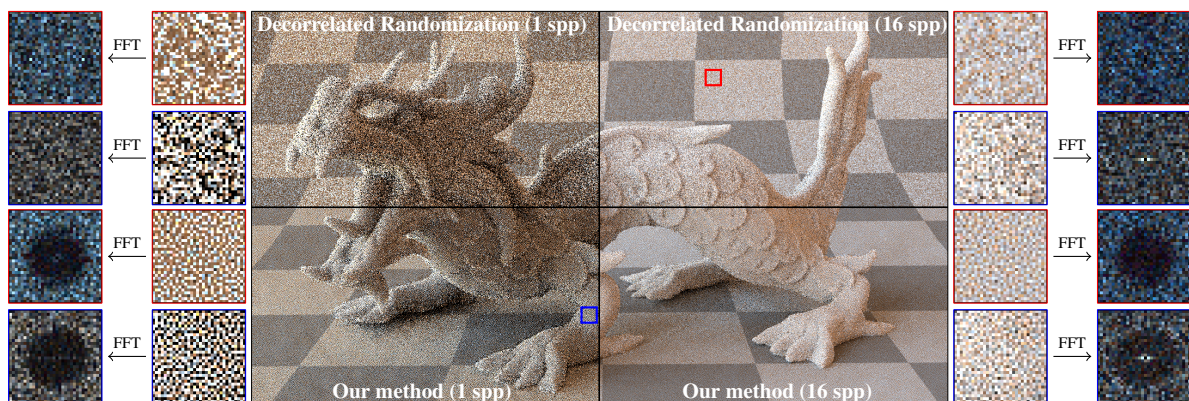 Decorrelated Randomization (1 spp)
Decorrelated Randomization (16 spp)
FFT
FFT
FFT
FFT
FFT
FFT
FFT
FFT
Our method (1 spp)
Our method (16 spp)